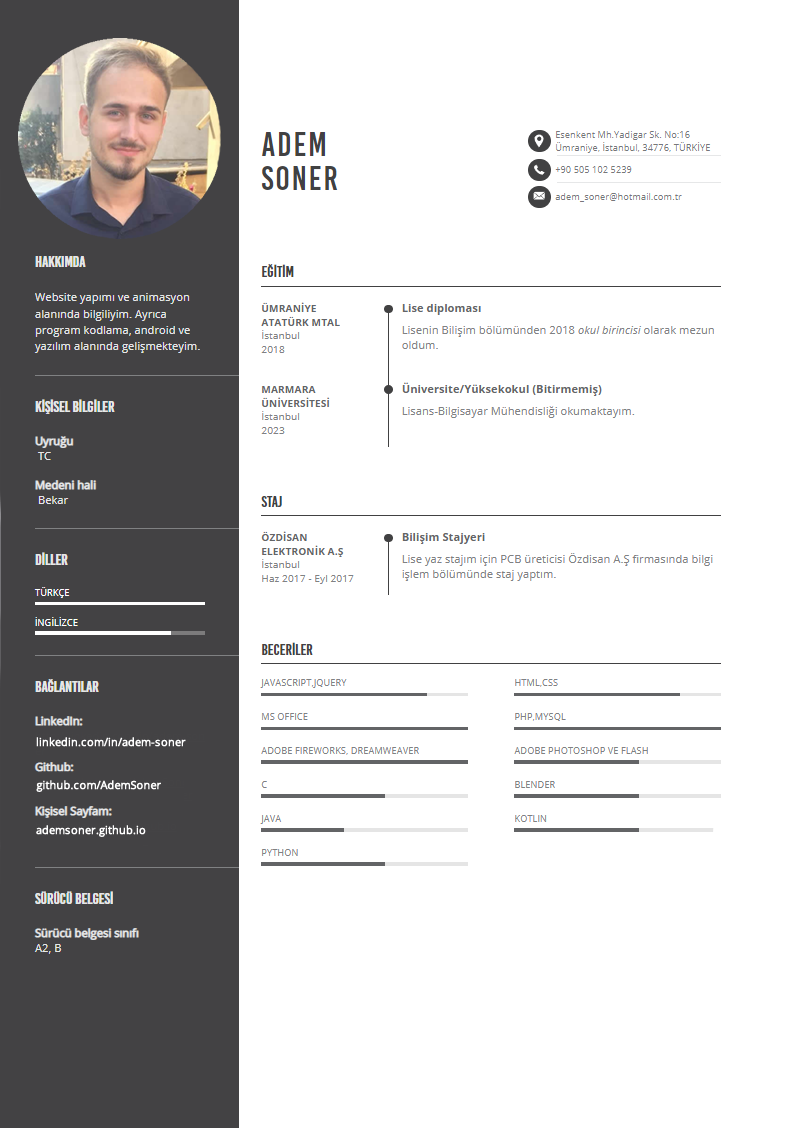 HAKKIMDA
Website yapımı ve animasyon
alanında bilgiliyim. Ayrıca
program kodlama, android ve
yazılım alanında gelişmekteyim.
KİŞİSEL BİLGİLER
Uyruğu
TC
Medeni hali
Bekar
DİLLER
TÜRKÇE
İNGİLİZCE
BAĞLANTILAR
LinkedIn:
linkedin.com/in/adem-soner
Github:
github.com/AdemSoner
Kişisel Sayfam:
ademsoner.github.io
SÜRÜCÜ BELGESİ
Sürücü belgesi sınıfı
A2, B
ADEM
SONER
Esenkent Mh.Yadigar Sk. No:16
Ümraniye, İstanbul, 34776, TÜRKİYE
+90 505 102 5239
adem_soner@hotmail.com.tr
EĞİTİM
ÜMRANİYE
ATATÜRK MTAL
İstanbul
2018
Lise diploması
Lisenin Bilişim bölümünden 2018 okul birincisi olarak mezun
oldum.
MARMARA
ÜNİVERSİTESİ
İstanbul
2023
Üniversite/Yüksekokul (Bitirmemiş)
Lisans-Bilgisayar Mühendisliği okumaktayım.
STAJ
ÖZDİSAN
ELEKTRONİK A.Ş
İstanbul
Haz 2017 - Eyl 2017
Bilişim Stajyeri
Lise yaz stajım için PCB üreticisi Özdisan A.Ş firmasında bilgi
işlem bölümünde staj yaptım.
BECERİLER
JAVASCRIPT,JQUERY
HTML,CSS
MS OFFICE
PHP,MYSQL
ADOBE FIREWORKS, DREAMWEAVER
ADOBE PHOTOSHOP VE FLASH
C
BLENDER
JAVA
KOTLIN
PYTHON